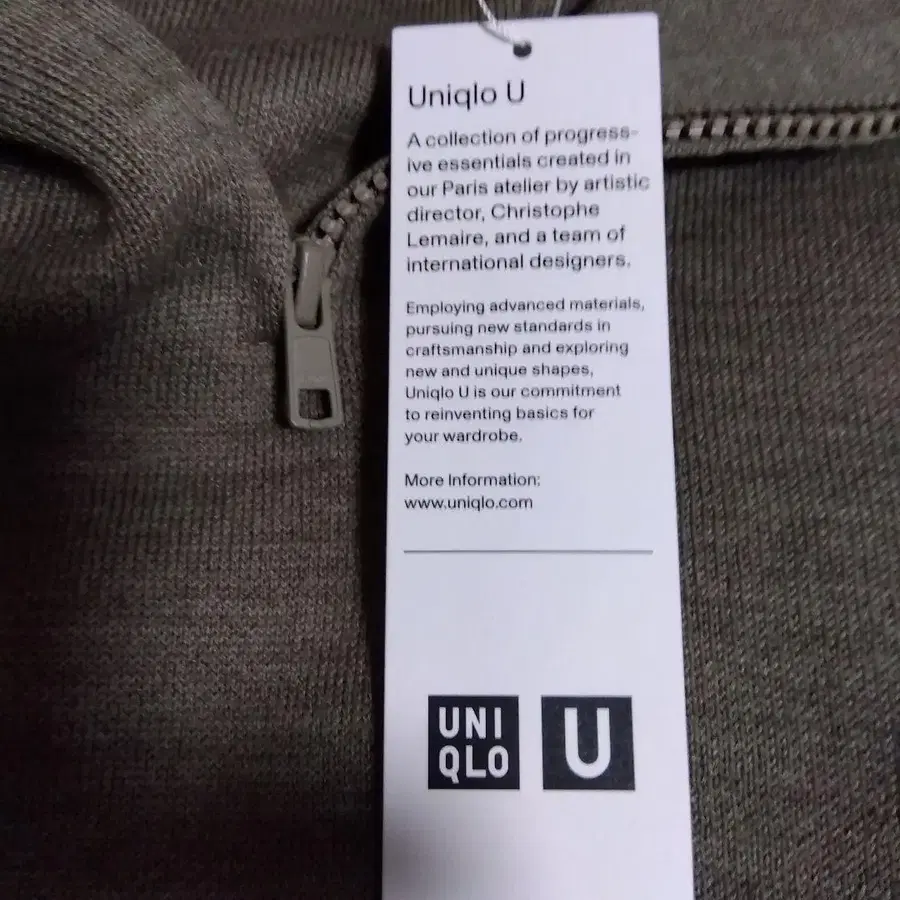 Uniqlo U
A collection of progress-
ive essentials created in
our Paris atelier by artistic
director, Christophe
Lemaire, and a team of
international designers.
Employing advanced materials,
pursuing new standards in
craftsmanship and exploring
new and unique shapes,
Uniqlo U is our commitment
to reinventing basics for
your wardrobe.
More Information:
www.uniqlo.com
UNI
QLO
U